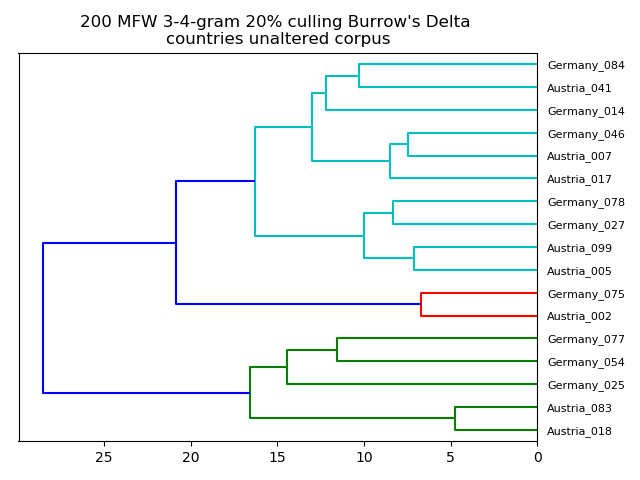 200 MFW 3-4-gram 20% culling Burrow's Delta
countries unaltered corpus
Germany_084
Austria_041
Germany_014
Germany_046
Austria_007
Austria_017
Germany_078
Germany_027
Austria_099
Austria_005
Germany_075
Austria_002
Germany_077
Germany_054
Germany_025
Austria_083
Austria_018
25 20 15 10 5 0